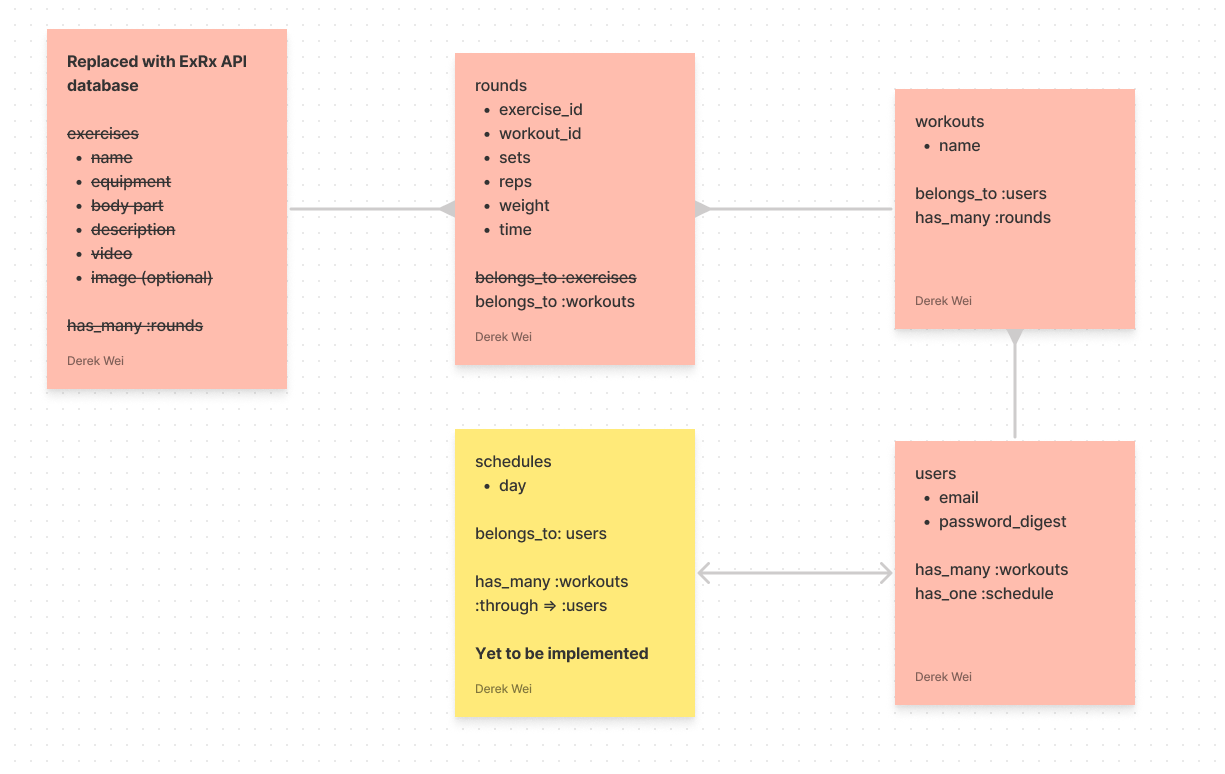 Replaced with ExRx API
database
exercises
• name
• equipment
• body part
• description
• video
• image (optional)
has_many :rounds
Derek Wei
rounds
• exercise_id
• workout_id
• sets
• reps
• weight
• time
belongs_to :exercises
belongs_to :workouts
Derek Wei
workouts
• name
belongs_to :users
has_many :rounds
Derek Wei
schedules
• day
belongs_to: users
has_many :workouts
:through => :users
Yet to be implemented
Derek Wei
users
• email
• password_digest
has_many :workouts
has_one :schedule
Derek Wei